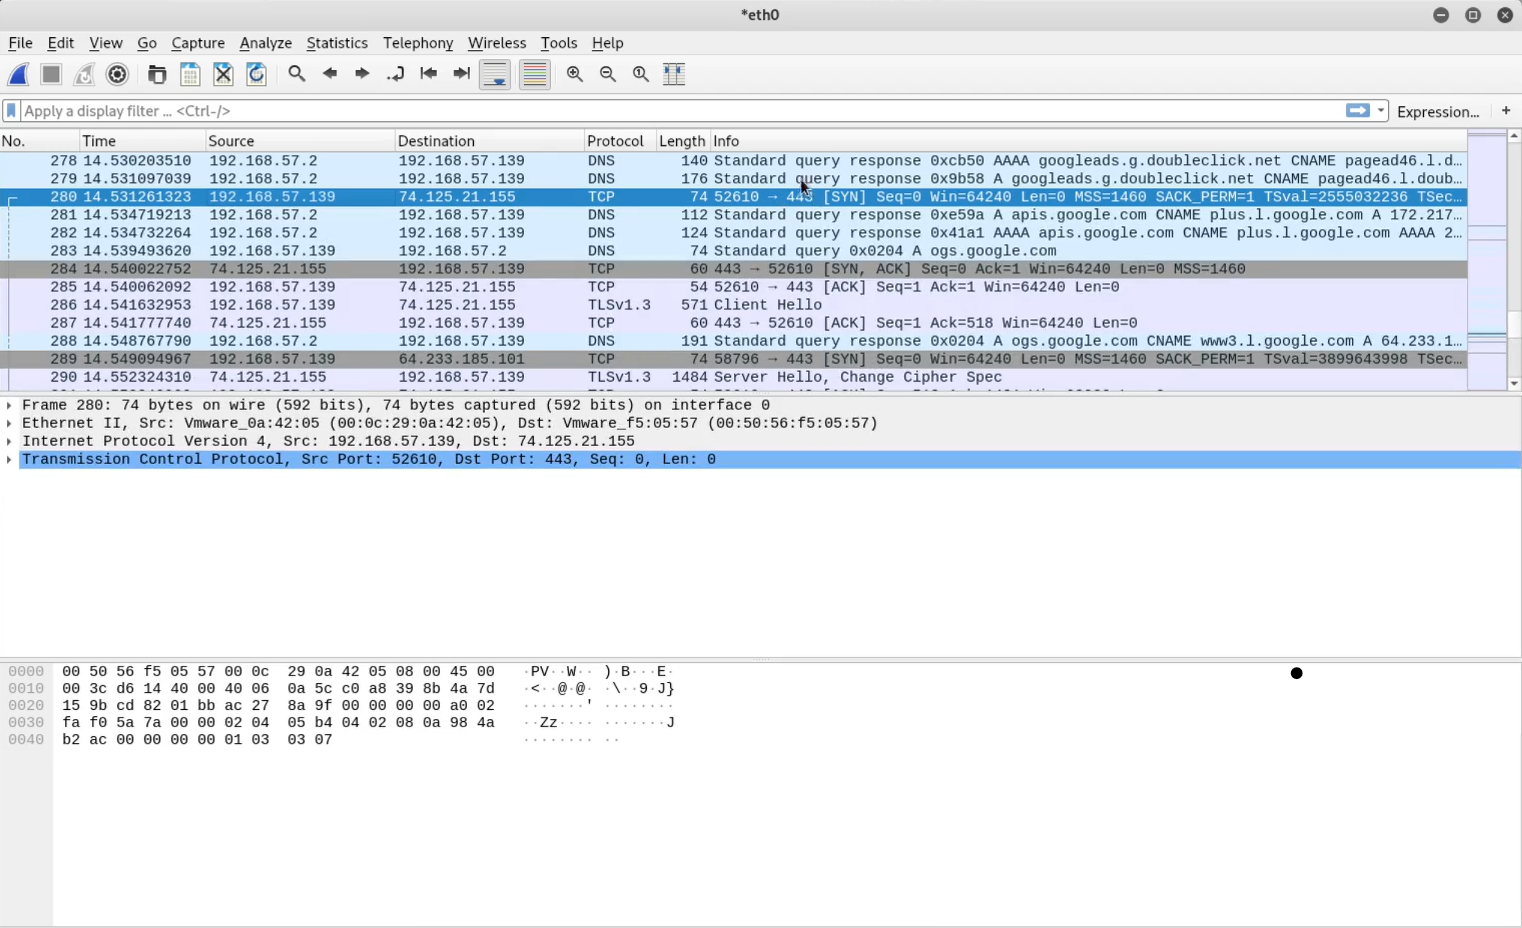 *eth0
File Edit View Go Capture Analyze Statistics Telephony Wireless Tools Help
Apply a display filter ... <Ctrl-/> Expression... +
No. Time Source Destination Protocol Length Info
278 14.530203510 192.168.57.2 192.168.57.139 DNS 140 Standard query response 0xcb50 AAAA googleads.g.doubleclick.net CNAME pagead46.l.d…
279 14.531097039 192.168.57.2 192.168.57.139 DNS 176 Standard query response 0x9b58 A googleads.g.doubleclick.net CNAME pagead46.l.doub…
280 14.531261323 192.168.57.139 74.125.21.155 TCP 74 52610 → 443 [SYN] Seq=0 Win=64240 Len=0 MSS=1460 SACK_PERM=1 TSval=2555032236 TSec…
281 14.534719213 192.168.57.2 192.168.57.139 DNS 112 Standard query response 0xe59a A apis.google.com CNAME plus.l.google.com A 172.217…
282 14.534732264 192.168.57.2 192.168.57.139 DNS 124 Standard query response 0x41a1 AAAA apis.google.com CNAME plus.l.google.com AAAA 2…
283 14.539493620 192.168.57.139 192.168.57.2 DNS 74 Standard query 0x0204 A ogs.google.com
284 14.540022752 74.125.21.155 192.168.57.139 TCP 60 443 → 52610 [SYN, ACK] Seq=0 Ack=1 Win=64240 Len=0 MSS=1460
285 14.540062092 192.168.57.139 74.125.21.155 TCP 54 52610 → 443 [ACK] Seq=1 Ack=1 Win=64240 Len=0
286 14.541632953 192.168.57.139 74.125.21.155 TLSv1.3 571 Client Hello
287 14.541777740 74.125.21.155 192.168.57.139 TCP 60 443 → 52610 [ACK] Seq=1 Ack=518 Win=64240 Len=0
288 14.548767790 192.168.57.2 192.168.57.139 DNS 191 Standard query response 0x0204 A ogs.google.com CNAME www3.l.google.com A 64.233.1…
289 14.549094967 192.168.57.139 64.233.185.101 TCP 74 58796 → 443 [SYN] Seq=0 Win=64240 Len=0 MSS=1460 SACK_PERM=1 TSval=3899643998 TSec…
290 14.552324310 74.125.21.155 192.168.57.139 TLSv1.3 1484 Server Hello, Change Cipher Spec
Frame 280: 74 bytes on wire (592 bits), 74 bytes captured (592 bits) on interface 0
Ethernet II, Src: Vmware_0a:42:05 (00:0c:29:0a:42:05), Dst: Vmware_f5:05:57 (00:50:56:f5:05:57)
Internet Protocol Version 4, Src: 192.168.57.139, Dst: 74.125.21.155
Transmission Control Protocol, Src Port: 52610, Dst Port: 443, Seq: 0, Len: 0
0000 00 50 56 f5 05 57 00 0c 29 0a 42 05 08 00 45 00 ·PV··W·· )·B···E·
0010 00 3c d6 14 40 00 40 06 0a 5c c0 a8 39 8b 4a 7d ·<··@·@· ·\··9·J}
0020 15 9b cd 82 01 bb ac 27 8a 9f 00 00 00 00 a0 02 ·······' ········
0030 fa f0 5a 7a 00 00 02 04 05 b4 04 02 08 0a 98 4a ··Zz···· ·······J
0040 b2 ac 00 00 00 00 01 03 03 07 ········ ··